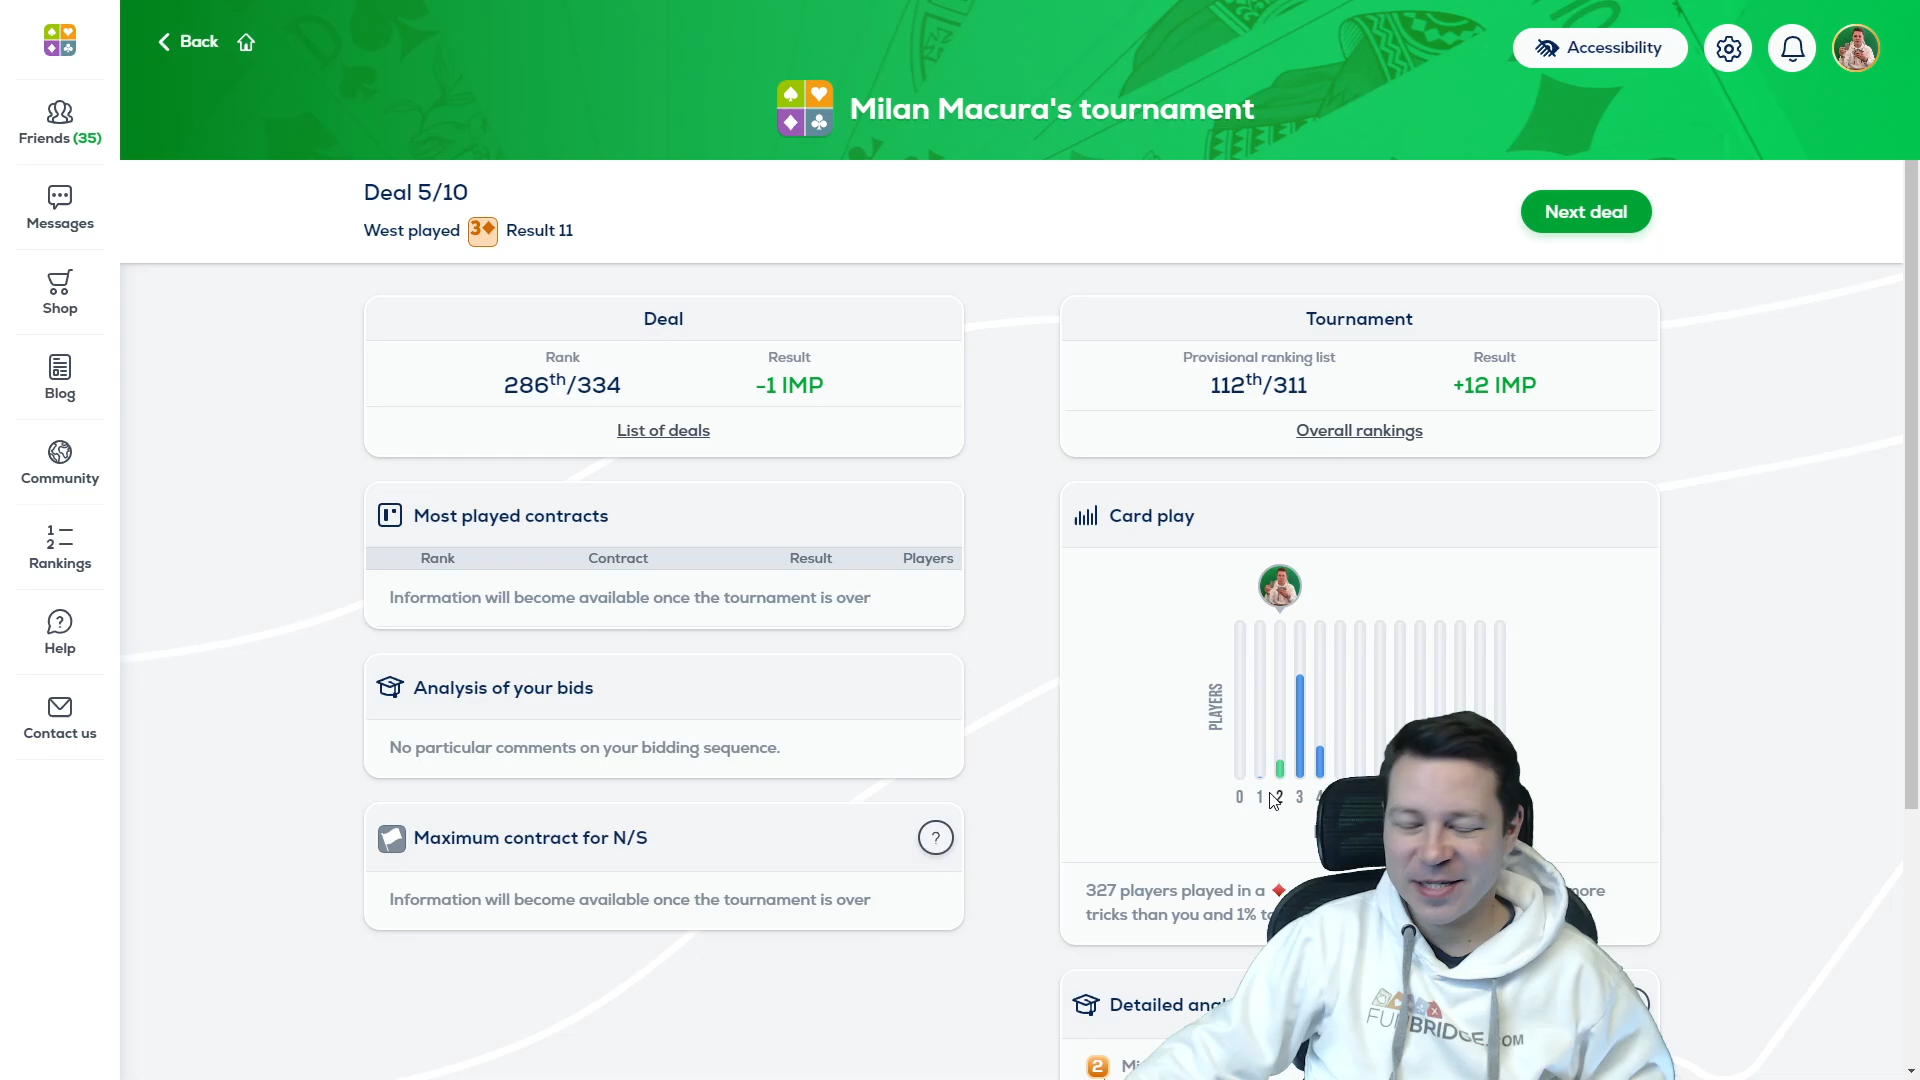 Back
Accessibility
Milan Macura's tournament
Friends (35)
Messages
Shop
Blog
Community
1
2
Rankings
Help
Contact us
Deal 5/10
West played 3♦ Result 11
Next deal
Deal
Rank Result
286th/334 -1 IMP
List of deals
Tournament
Provisional ranking list Result
112th/311 +12 IMP
Overall rankings
Most played contracts
Rank Contract Result Players
Information will become available once the tournament is over
Analysis of your bids
No particular comments on your bidding sequence.
Maximum contract for N/S ?
Information will become available once the tournament is over
Card play
PLAYERS
0 1 2 3
327 players played in a ♦
tricks than you and 1%
Detailed
2